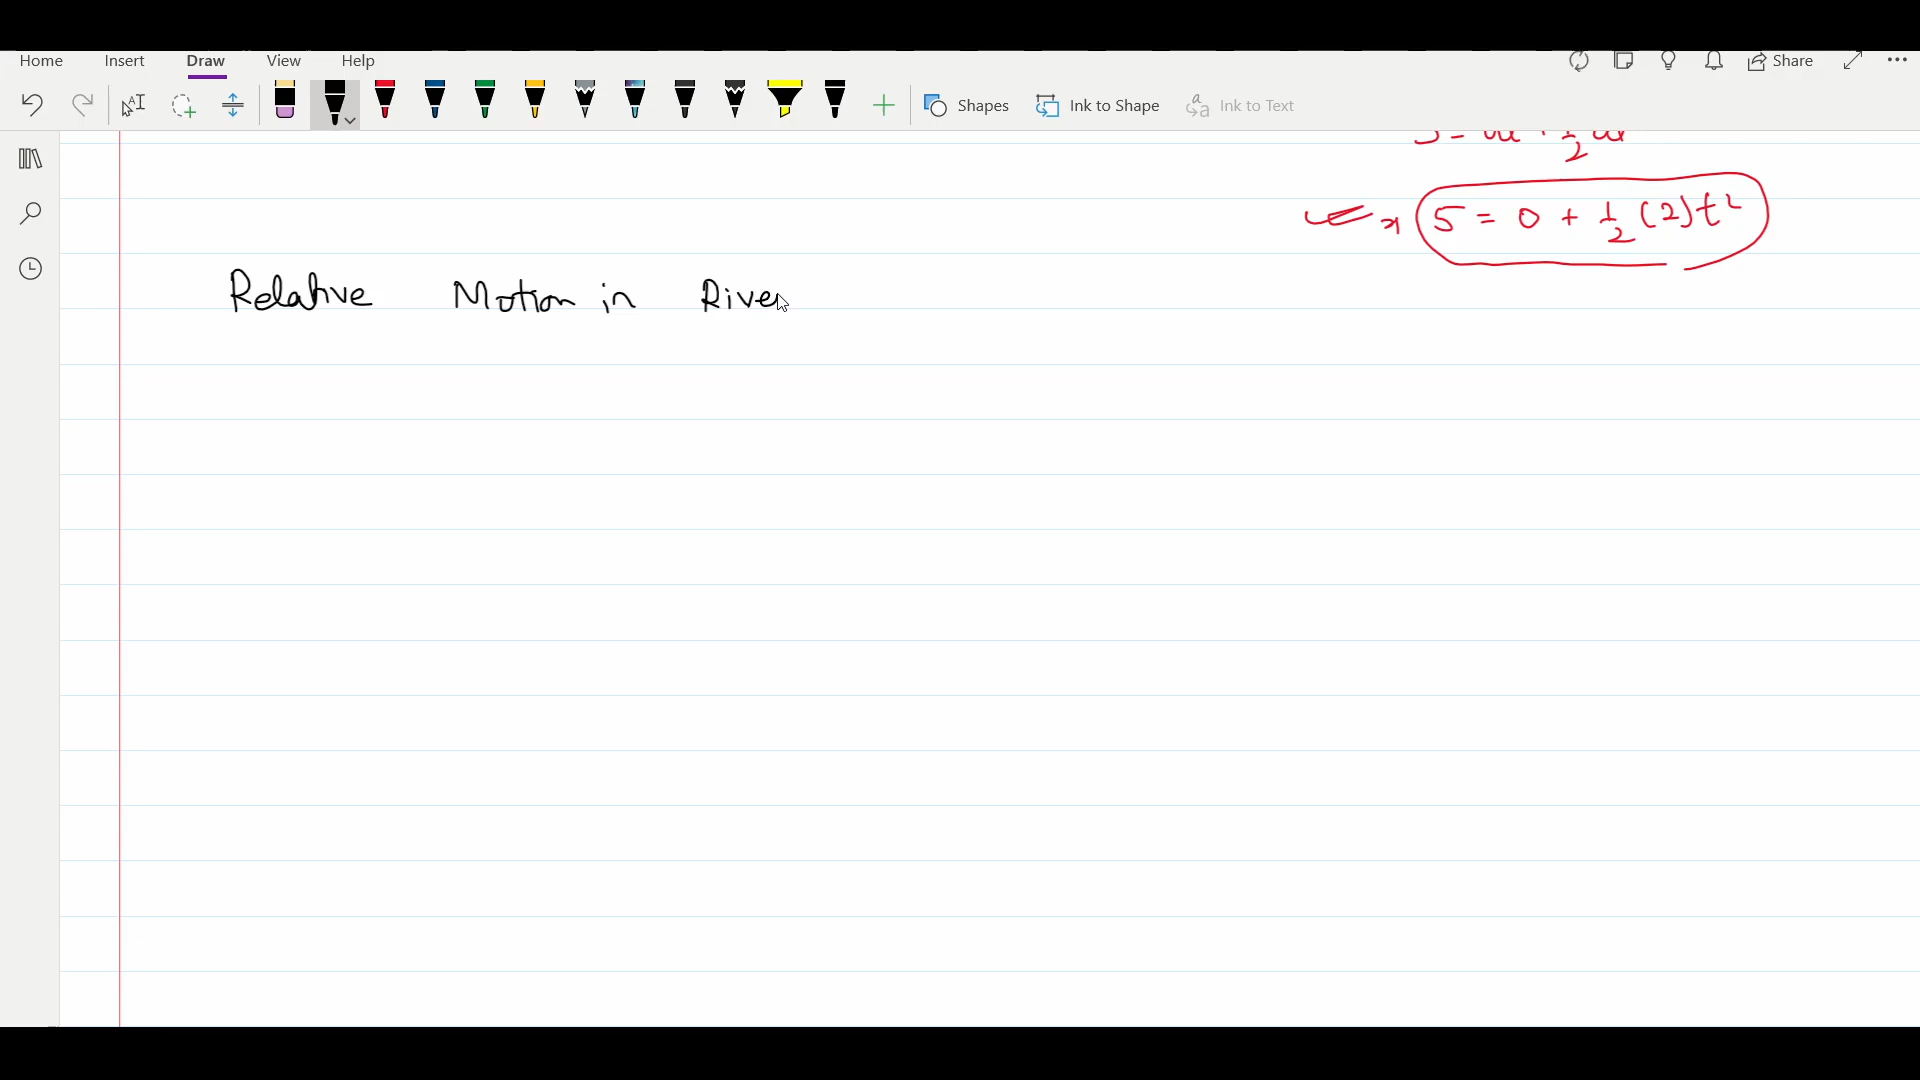 Home Insert Draw View Help Share
Shapes Ink to Shape Ink to Text
5 = 0 + 1/2 (2)t²
Relative Motion in River